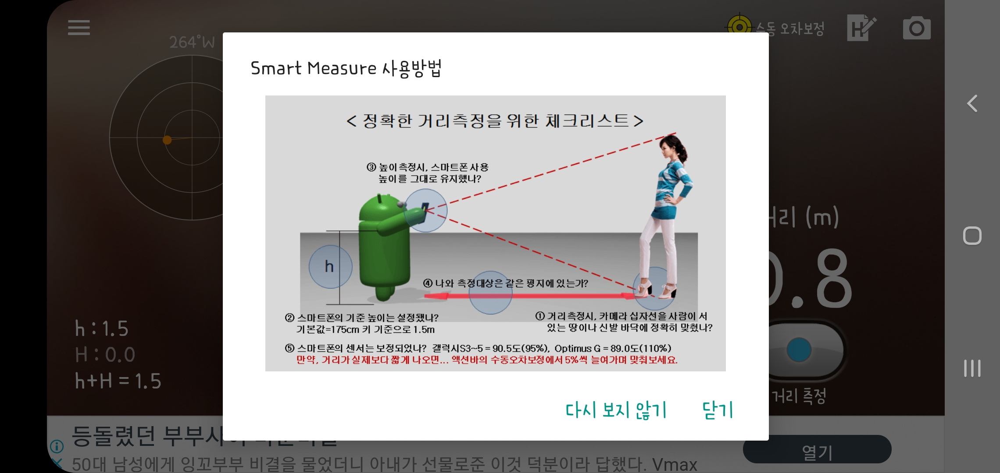 264°W
수동 오차보정
Smart Measure 사용방법
< 정확한 거리측정을 위한 체크리스트 >
③ 높이측정시, 스마트폰 사용
높이를 그대로 유지했나?
h
④ 나와 측정대상은 같은 평지에 있는가?
② 스마트폰의 기준 높이는 설정됐나?
기본값=175cm 키 기준으로 1.5m
① 거리측정시, 카메라 십자선을 사람이 서
있는 땅이나 신발 바닥에 정확히 맞췄나?
⑤ 스마트폰의 센서는 보정되었나? 갤럭시S3~5 = 90.5도(95%), Optimus G = 89.0도(110%)
만약, 거리가 실제보다 짧게 나오면... 액션바의 수동오차보정에서 5%씩 늘여가며 맞춰보세요.
다시 보지 않기 닫기
거리 (m)
0.8
거리 측정
h : 1.5
H : 0.0
h+H = 1.5
등돌렸던 부부사이
50대 남성에게 잉꼬부부 비결을 물었더니 아내가 선물로준 이것 덕분이라 답했다. Vmax
열기